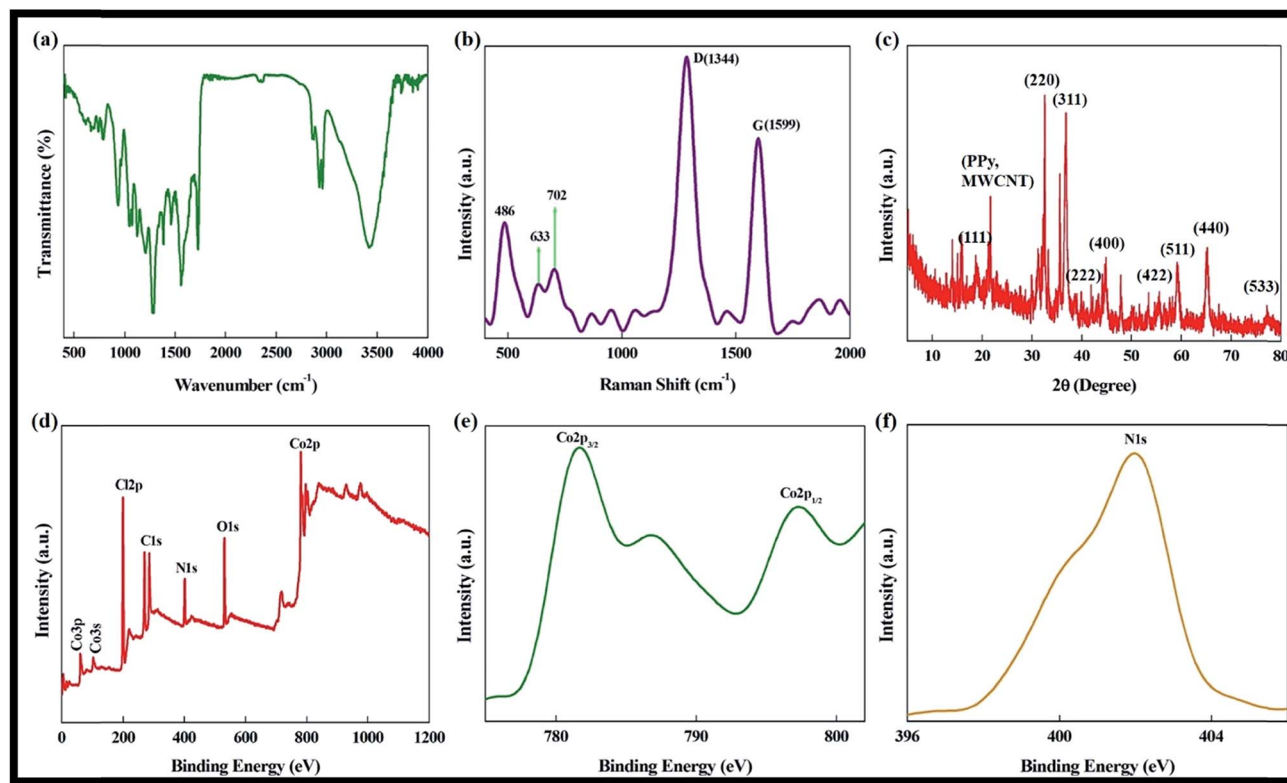 (a)
Transmittance (%)
400 1000 1500 2000 2500 3000 3500 4000
Wavenumber (cm⁻¹)
(b)
D(1344)
G(1599)
486
702
633
Intensity (a.u.)
500 1000 1500 2000
Raman Shift (cm⁻¹)
(c)
(220)
(311)
(PPy,
MWCNT)
(111)
(222)
(400)
(422)
(511)
(440)
(533)
Intensity (a.u.)
10 20 30 40 50 60 70 80
2θ (Degree)
(d)
Co2p
Cl2p
C1s
O1s
N1s
Co3p
Co3s
Intensity (a.u.)
0 200 400 600 800 1000 1200
Binding Energy (eV)
(e)
Co2p₃/₂
Co2p₁/₂
Intensity (a.u.)
780 790 800
Binding Energy (eV)
(f)
N1s
Intensity (a.u.)
396 400 404
Binding Energy (eV)